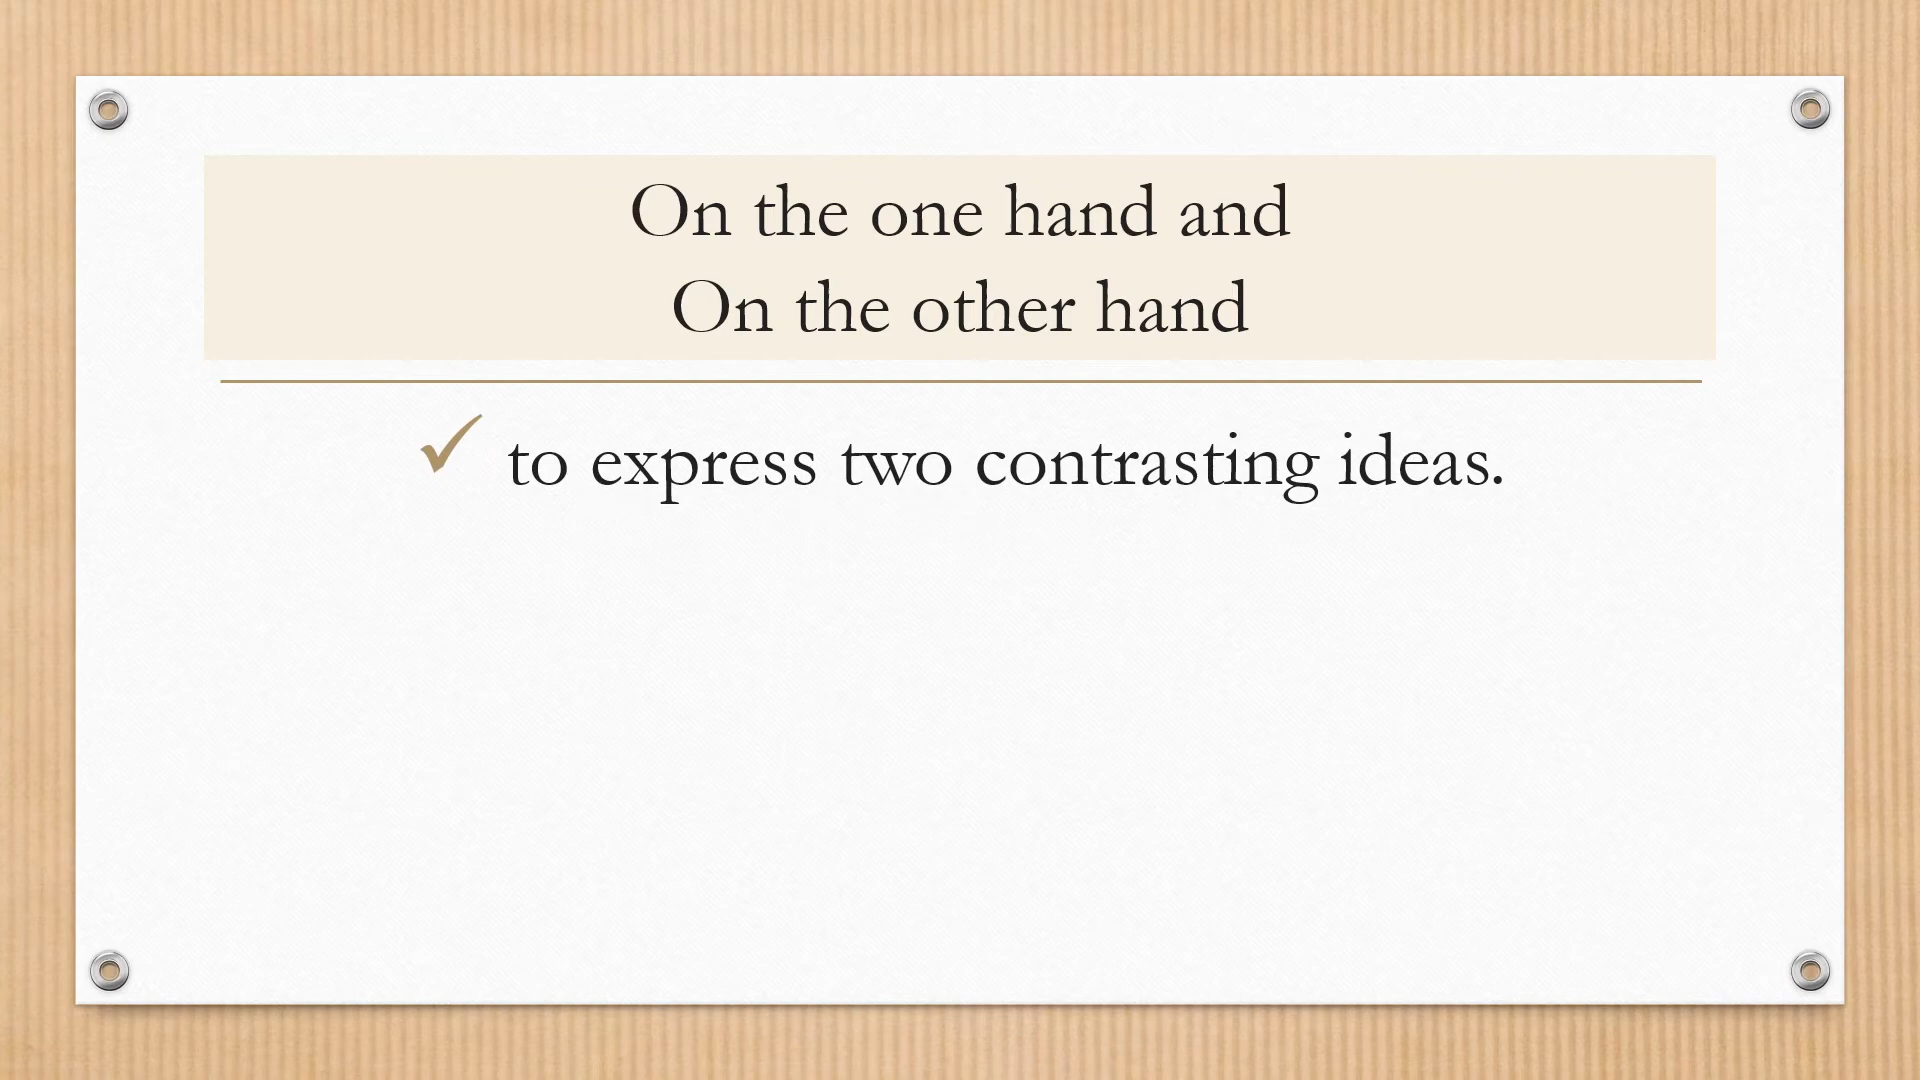 On the one hand and
On the other hand
✓ to express two contrasting ideas.